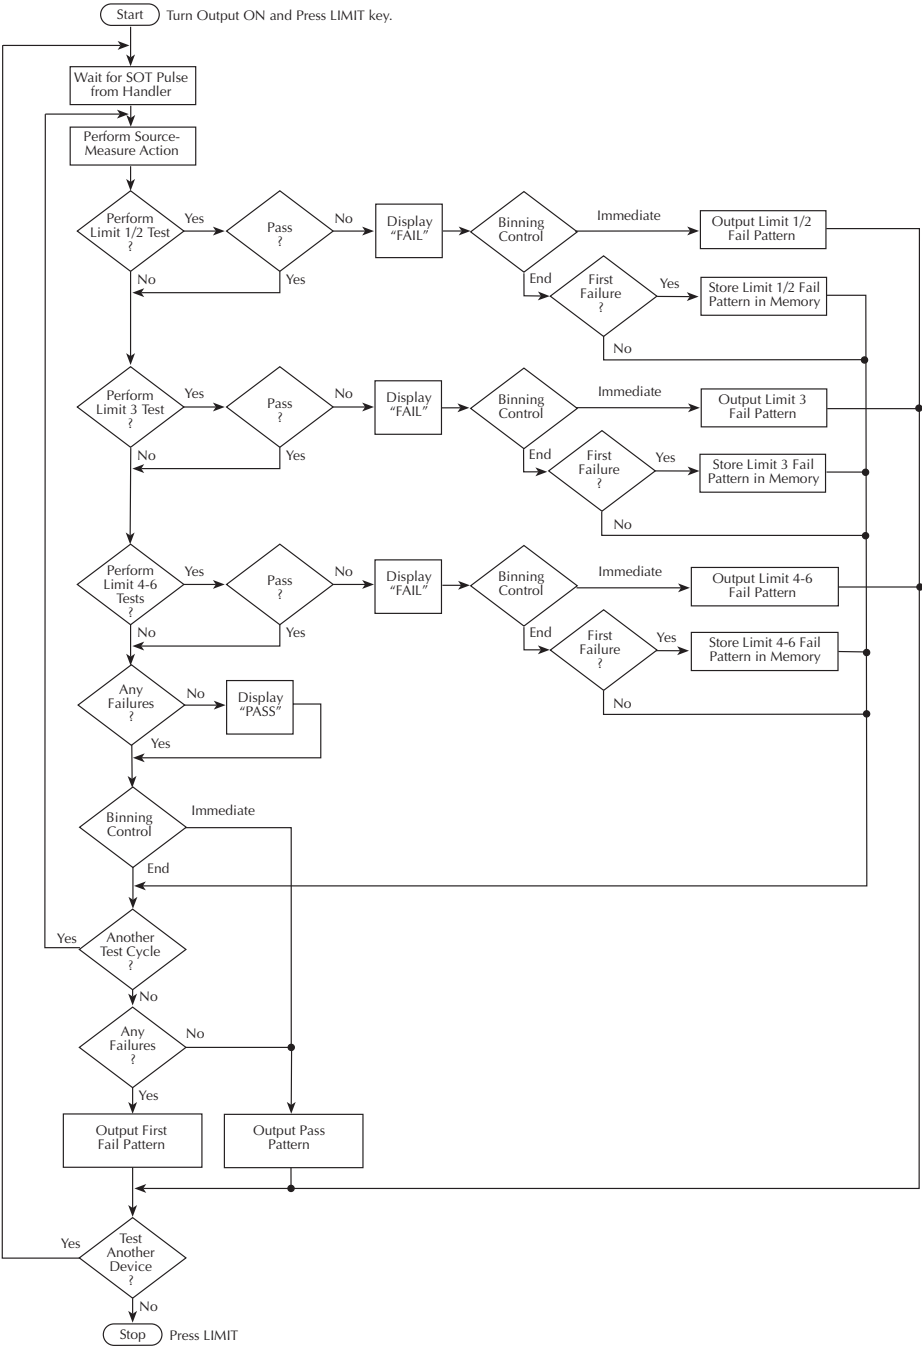 Start
Turn Output ON and Press LIMIT key.
Wait for SOT Pulse
from Handler
Perform Source-
Measure Action
Perform
Limit 1/2 Test
?
Yes
No
Pass
?
No
Yes
Display
“FAIL”
Binning
Control
Immediate
Output Limit 1/2
Fail Pattern
End
First
Failure
?
Yes
No
Store Limit 1/2 Fail
Pattern in Memory
Perform
Limit 3 Test
?
Yes
No
Pass
?
No
Yes
Display
“FAIL”
Binning
Control
Immediate
Output Limit 3
Fail Pattern
End
First
Failure
?
Yes
No
Store Limit 3 Fail
Pattern in Memory
Perform
Limit 4-6
Tests
?
Yes
No
Pass
?
No
Yes
Display
“FAIL”
Binning
Control
Immediate
Output Limit 4-6
Fail Pattern
End
First
Failure
?
Yes
No
Store Limit 4-6 Fail
Pattern in Memory
Any
Failures
?
No
Yes
Display
“PASS”
Binning
Control
Immediate
End
Another
Test Cycle
?
Yes
No
Any
Failures
?
No
Yes
Output First
Fail Pattern
Output Pass
Pattern
Test
Another
Device
?
Yes
No
Stop
Press LIMIT